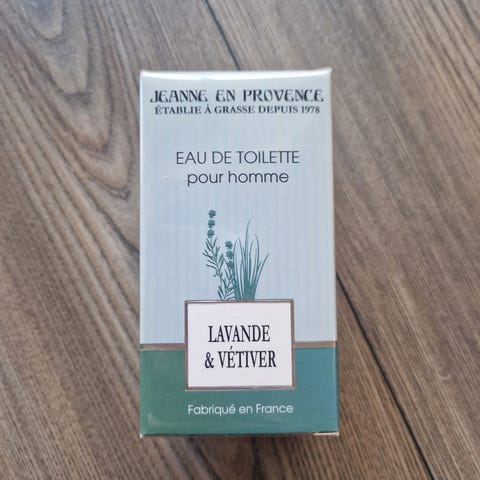 JEANNE EN PROVENCE
ÉTABLIE À GRASSE DEPUIS 1978
EAU DE TOILETTE
pour homme
LAVANDE
& VÉTIVER
Fabriqué en France